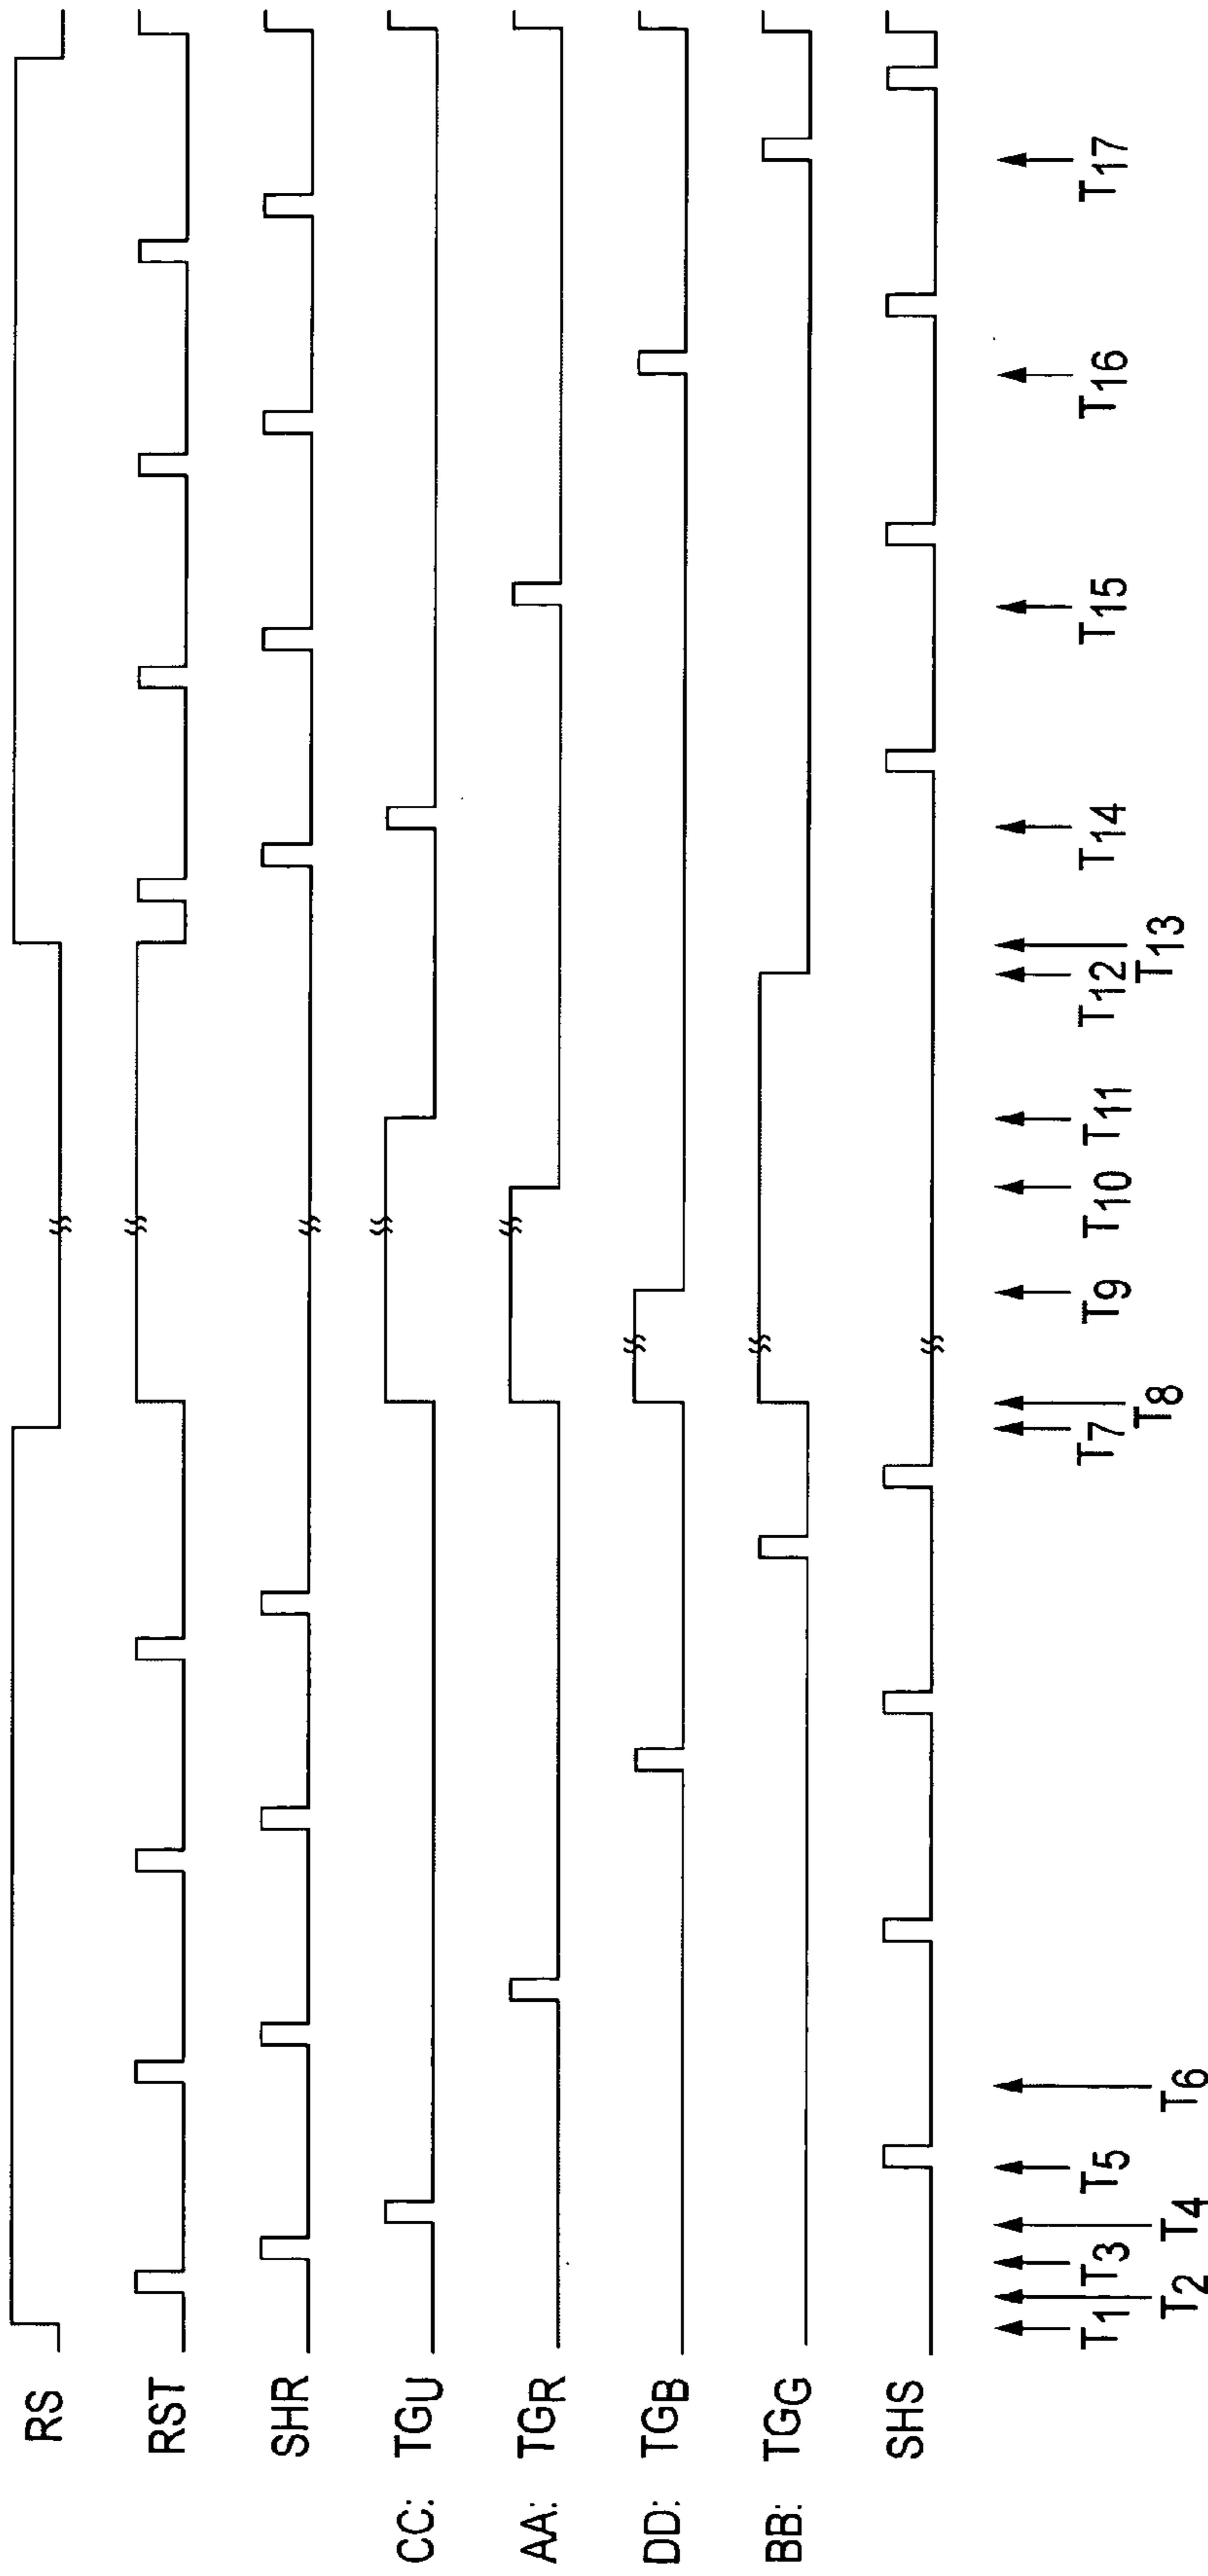 RS
RST
SHR
CC: TGU
AA: TGR
DD: TGB
BB: TGG
SHS
T1
T2
T3
T4
T5
T6
T7
T8
T9
T10
T11
T12
T13
T14
T15
T16
T17